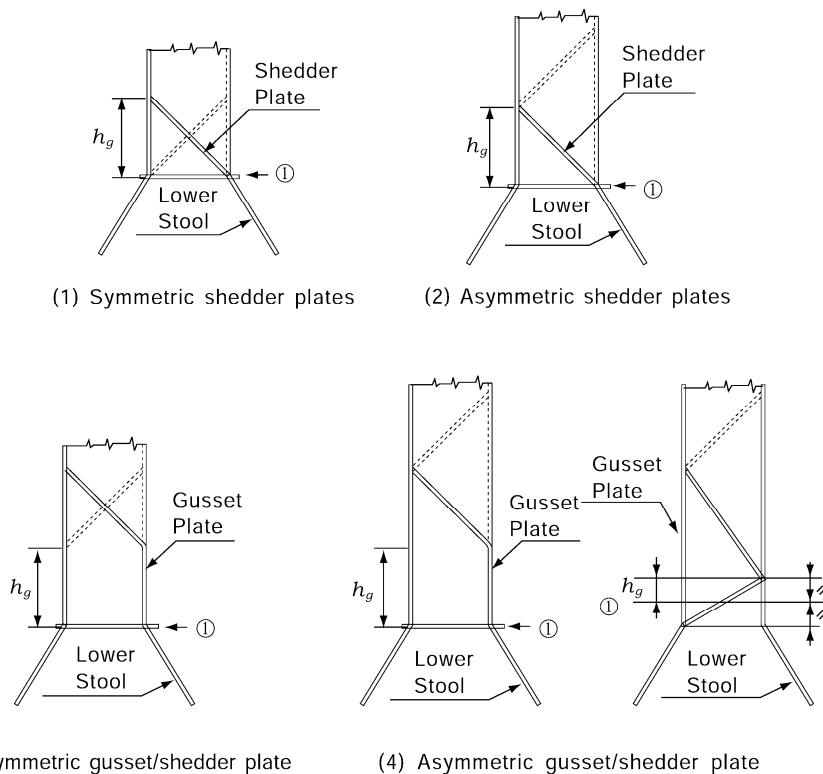 Shedder
Plate
h_g
①
Lower
Stool
(1) Symmetric shedder plates
Shedder
Plate
h_g
①
Lower
Stool
(2) Asymmetric shedder plates
Gusset
Plate
h_g
①
Lower
Stool
ymmetric gusset/shedder plate
Gusset
Plate
h_g
①
Lower
Stool
Gusset
Plate
h_g
①
Lower
Stool
(4) Asymmetric gusset/shedder plate